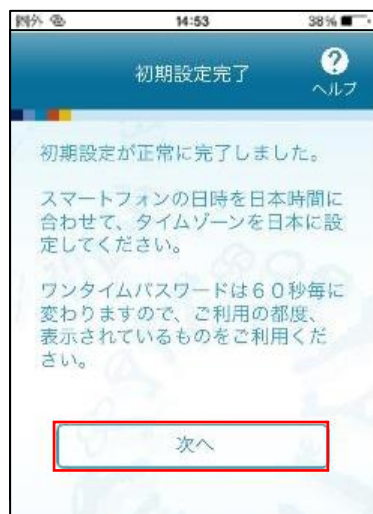 圏外 14:53 38%
初期設定完了
?
ヘルプ
初期設定が正常に完了しました。
スマートフォンの日時を日本時間に
合わせて、タイムゾーンを日本に設
定してください。
ワンタイムパスワードは60秒毎に
変わりますので、ご利用の都度、
表示されているものをご利用くだ
さい。
次へ